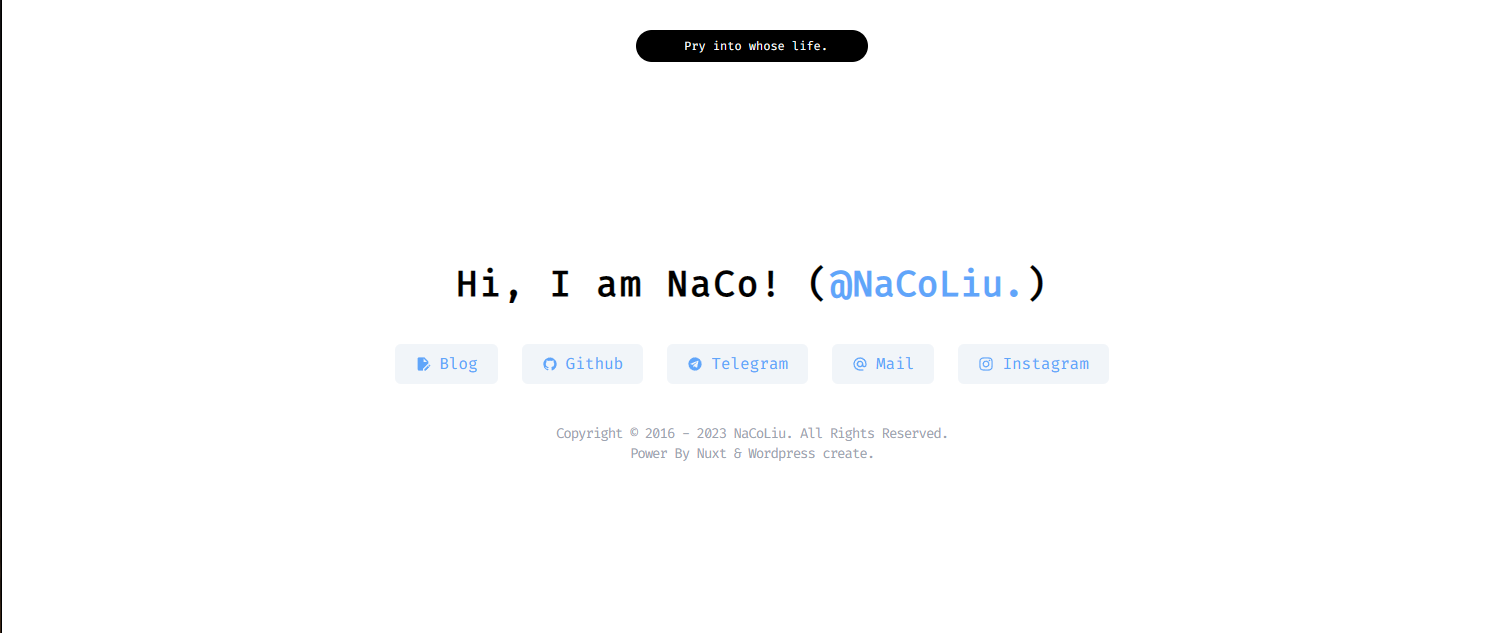 Pry into whose life.
Hi, I am NaCo! (@NaCoLiu.)
Blog Github Telegram Mail Instagram
Copyright © 2016 - 2023 NaCoLiu. All Rights Reserved.
Power By Nuxt & Wordpress create.